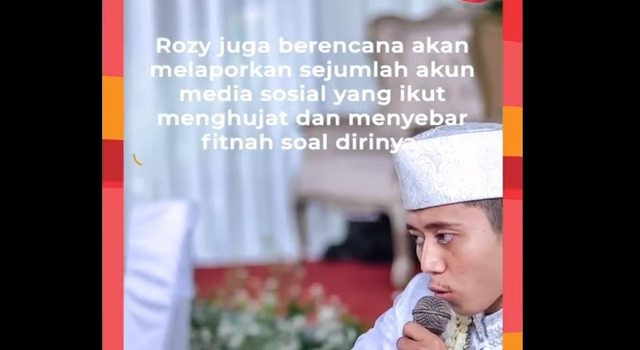 Rozy juga berencana akan
melaporkan sejumlah akun
media sosial yang ikut
menghujat dan menyebar
fitnah soal dirinya